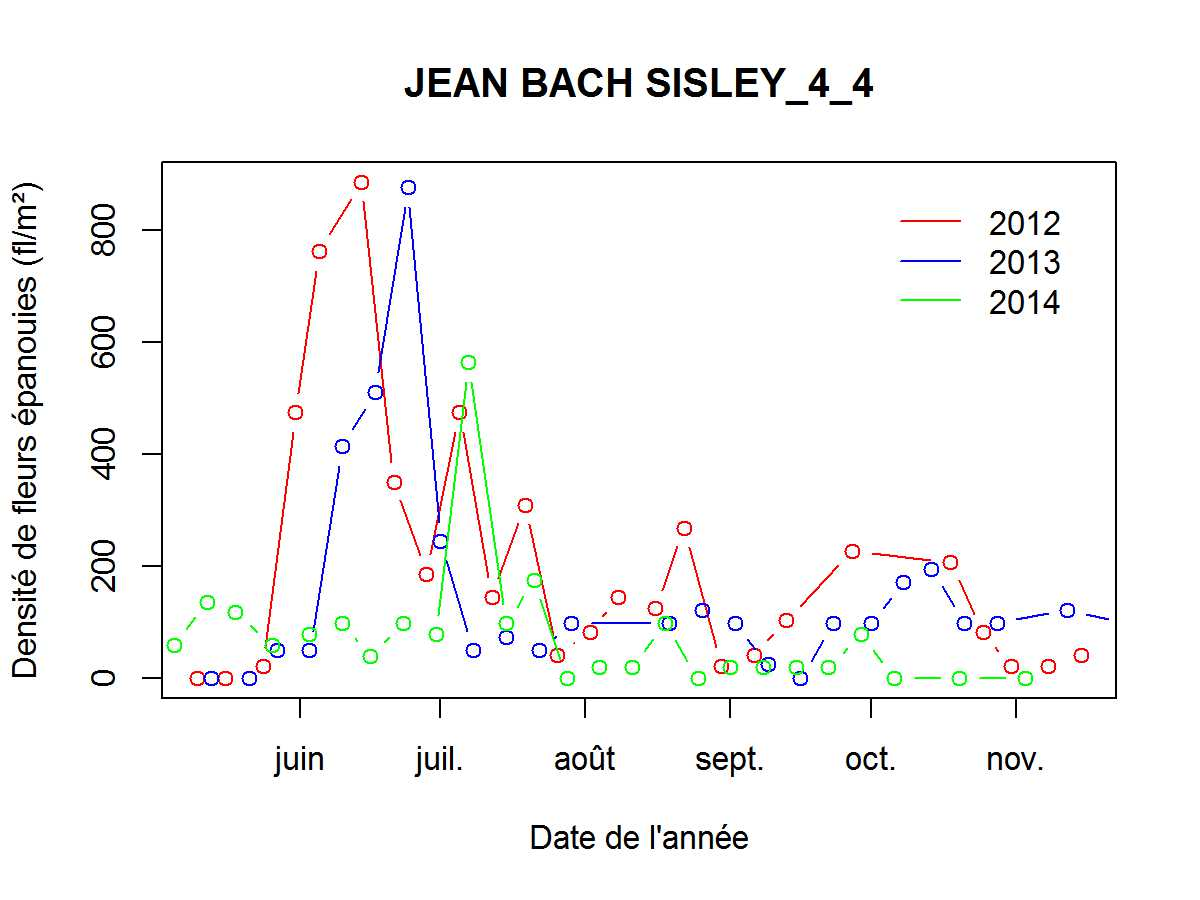 JEAN BACH SISLEY_4_4
Densité de fleurs épanouies (fl/m²)
800
600
400
200
0
2012
2013
2014
juin juil. août sept. oct. nov.
Date de l'année